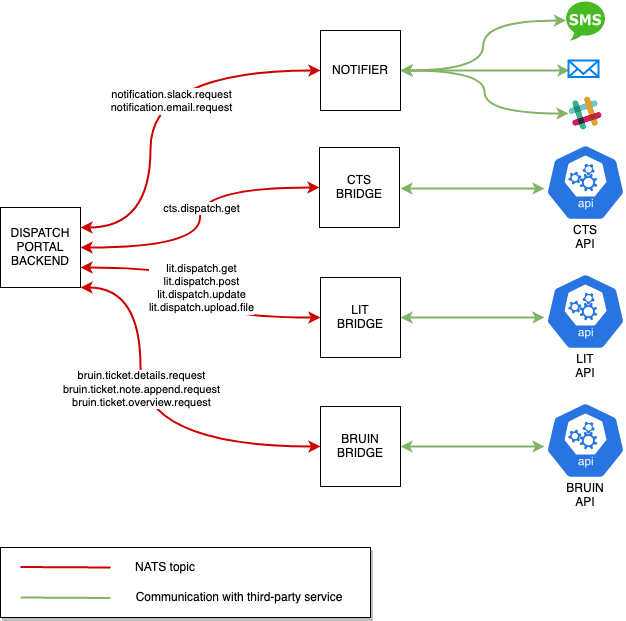 SMS
NOTIFIER
notification.slack.request
notification.email.request
CTS
BRIDGE
api
cts.dispatch.get
CTS
API
DISPATCH
PORTAL
BACKEND
lit.dispatch.get
lit.dispatch.post
lit.dispatch.update
lit.dispatch.upload.file
LIT
BRIDGE
api
LIT
API
bruin.ticket.details.request
bruin.ticket.note.append.request
bruin.ticket.overview.request
BRUIN
BRIDGE
api
BRUIN
API
NATS topic
Communication with third-party service